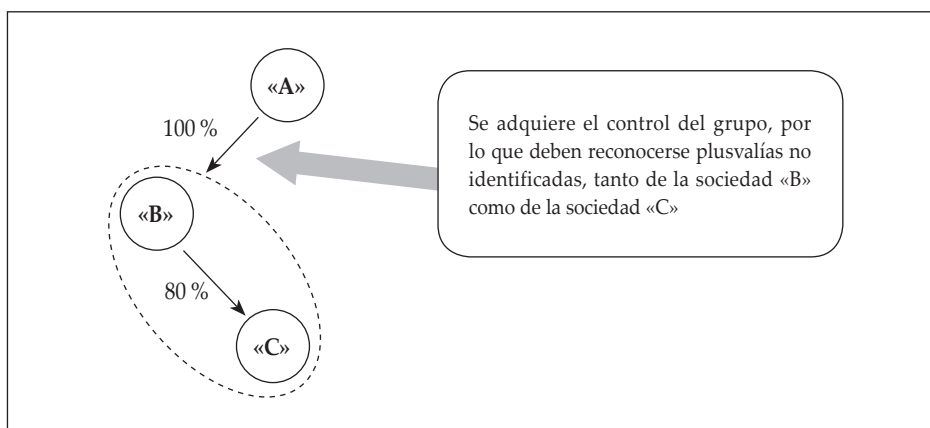 «A»
100 %
Se adquiere el control del grupo, por
lo que deben reconocerse plusvalías no
identificadas, tanto de la sociedad «B»
como de la sociedad «C»
«B»
80 %
«C»